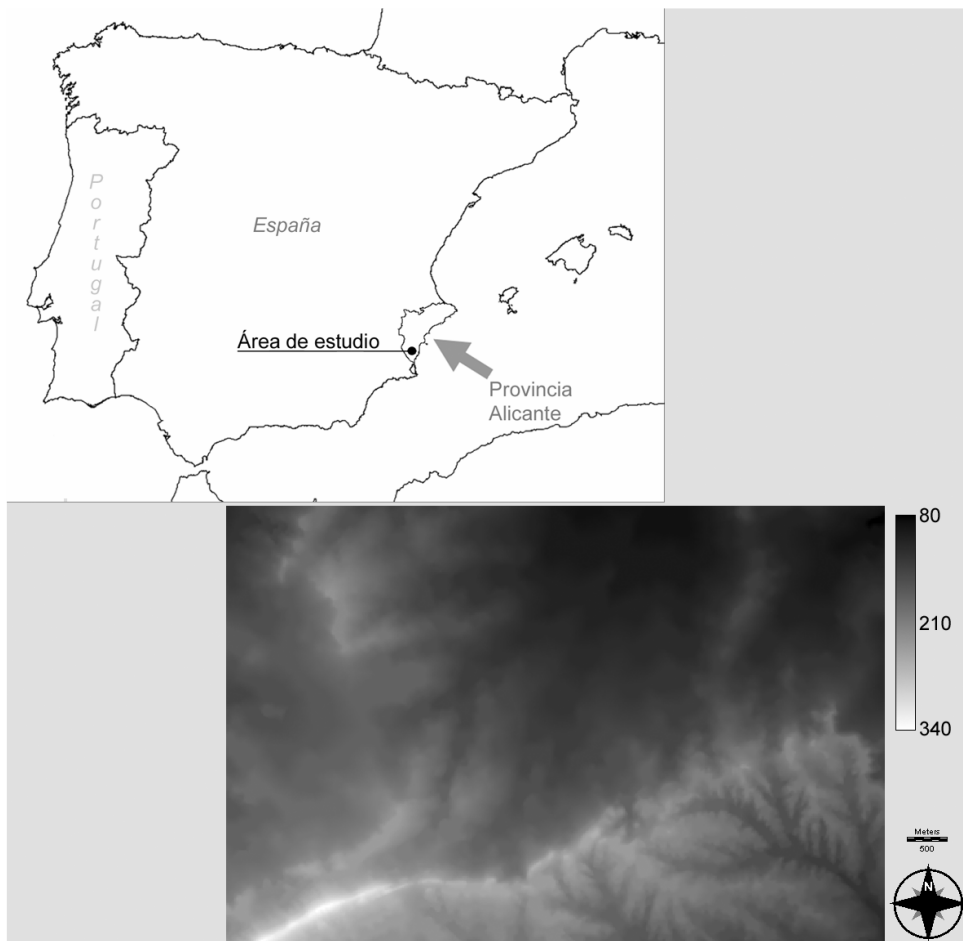 Portugal
España
Área de estudio
Provincia
Alicante
80
210
340
Meters
500
N